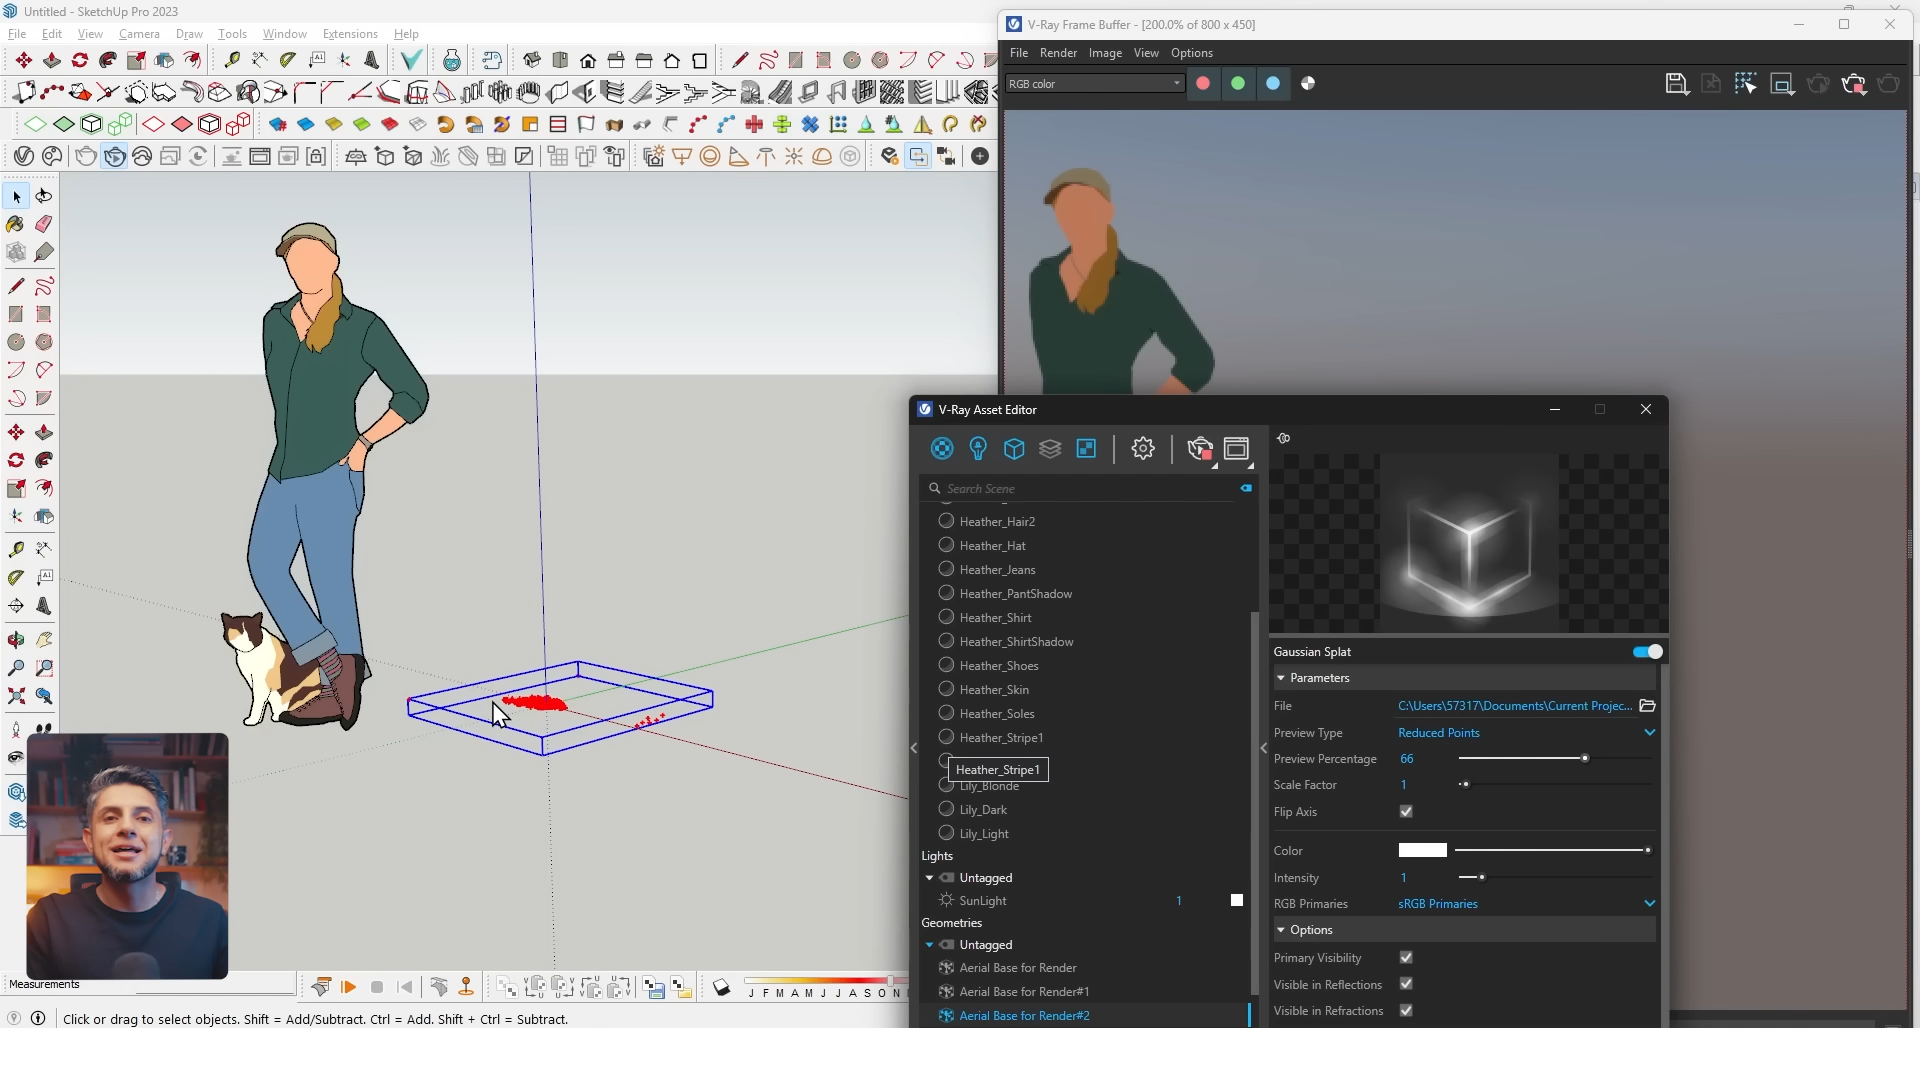 Untitled - SketchUp Pro 2023
File Edit View Camera Draw Tools Window Extensions Help
V-Ray Frame Buffer - [200.0% of 800 x 450]
File Render Image View Options
RGB color
V-Ray Asset Editor
Search Scene
Heather_Hair2
Heather_Hat
Heather_Jeans
Heather_PantShadow
Heather_Shirt
Heather_ShirtShadow
Heather_Shoes
Heather_Skin
Heather_Soles
Heather_Stripe1
Heather_Stripe1
Lily_Blonde
Lily_Dark
Lily_Light
Lights
Untagged
SunLight 1
Geometries
Untagged
Aerial Base for Render
Aerial Base for Render#1
Aerial Base for Render#2
Gaussian Splat
Parameters
File C:\Users\57317\Documents\Current Projec...
Preview Type Reduced Points
Preview Percentage 66
Scale Factor 1
Flip Axis
Color
Intensity 1
RGB Primaries sRGB Primaries
Options
Primary Visibility
Visible in Reflections
Visible in Refractions
Measurements
J F M A M J J A S O N
Click or drag to select objects. Shift = Add/Subtract. Ctrl = Add. Shift + Ctrl = Subtract.